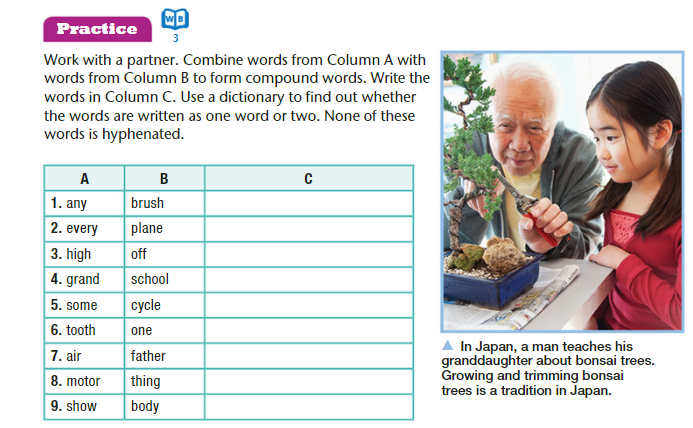 Practice
WB
3
Work with a partner. Combine words from Column A with
words from Column B to form compound words. Write the
words in Column C. Use a dictionary to find out whether
the words are written as one word or two. None of these
words is hyphenated.
A B C
1. any brush
2. every plane
3. high off
4. grand school
5. some cycle
6. tooth one
7. air father
8. motor thing
9. show body
▲ In Japan, a man teaches his
granddaughter about bonsai trees.
Growing and trimming bonsai
trees is a tradition in Japan.